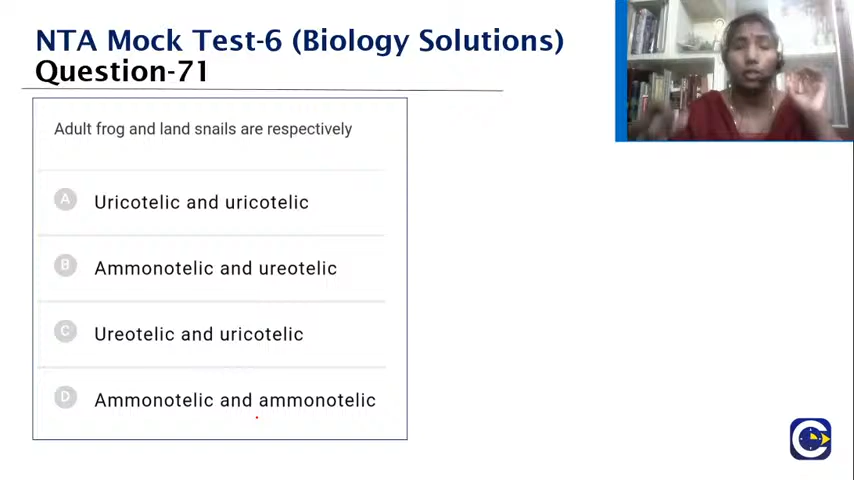 NTA Mock Test-6 (Biology Solutions)
Question-71
Adult frog and land snails are respectively
A Uricotelic and uricotelic
B Ammonotelic and ureotelic
C Ureotelic and uricotelic
D Ammonotelic and ammonotelic